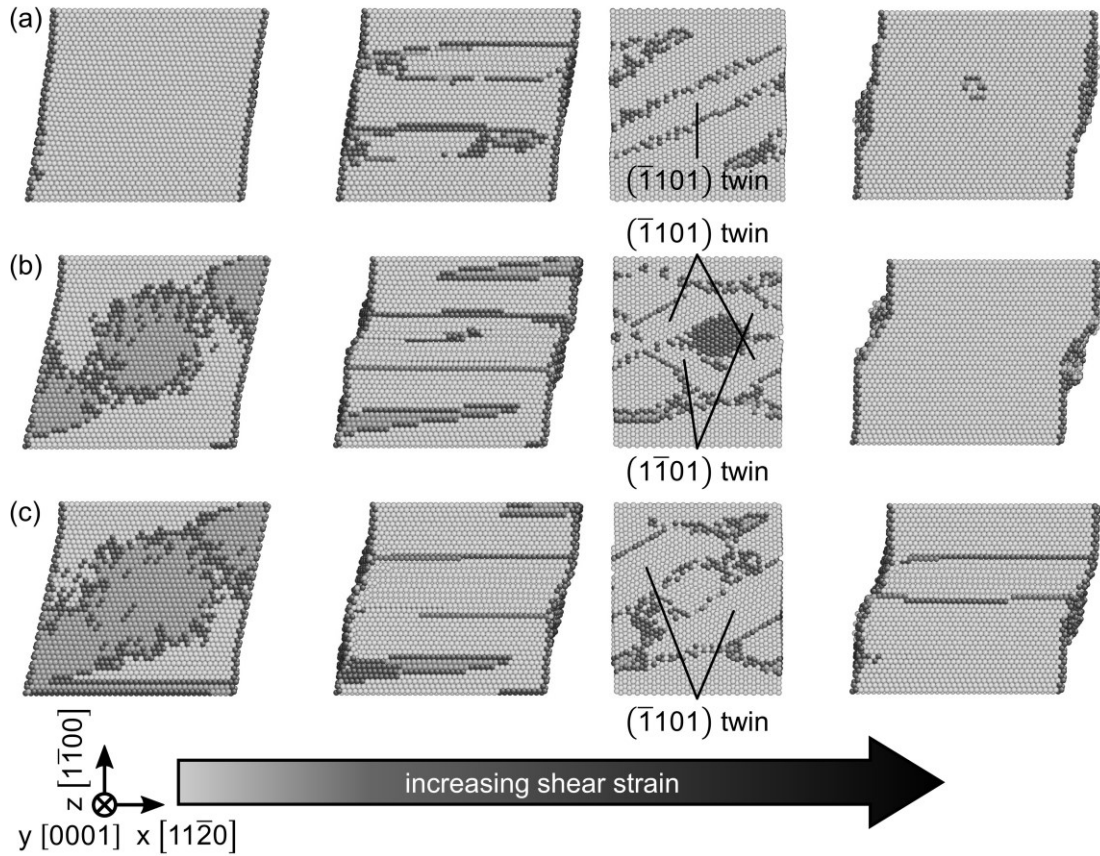 (a)
(1̅101) twin
(1̅101) twin
(b)
(11̅01) twin
(c)
(1̅101) twin
z [11̅00]
increasing shear strain
y [0001] x [112̅0]